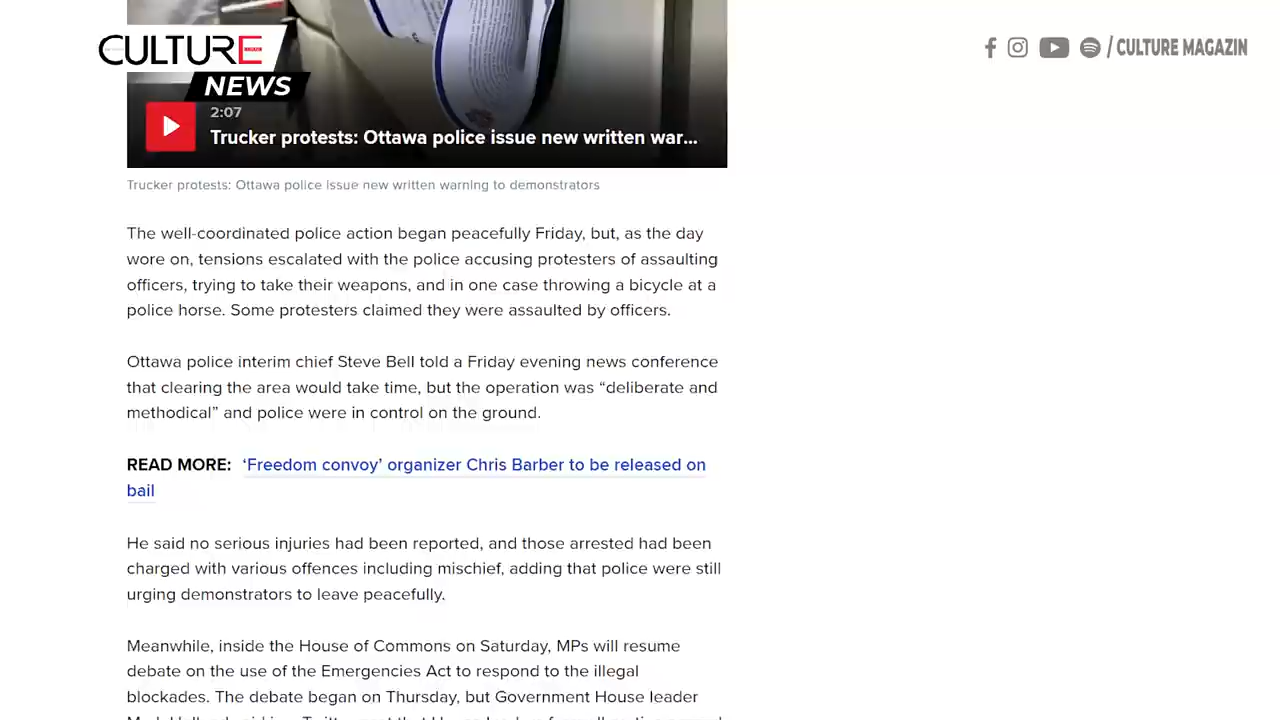 CULTURE
NEWS
/ CULTURE MAGAZIN
2:07
Trucker protests: Ottawa police issue new written war...
Trucker protests: Ottawa police issue new written warning to demonstrators
The well-coordinated police action began peacefully Friday, but, as the day
wore on, tensions escalated with the police accusing protesters of assaulting
officers, trying to take their weapons, and in one case throwing a bicycle at a
police horse. Some protesters claimed they were assaulted by officers.
Ottawa police interim chief Steve Bell told a Friday evening news conference
that clearing the area would take time, but the operation was “deliberate and
methodical” and police were in control on the ground.
READ MORE: ‘Freedom convoy’ organizer Chris Barber to be released on
bail
He said no serious injuries had been reported, and those arrested had been
charged with various offences including mischief, adding that police were still
urging demonstrators to leave peacefully.
Meanwhile, inside the House of Commons on Saturday, MPs will resume
debate on the use of the Emergencies Act to respond to the illegal
blockades. The debate began on Thursday, but Government House leader